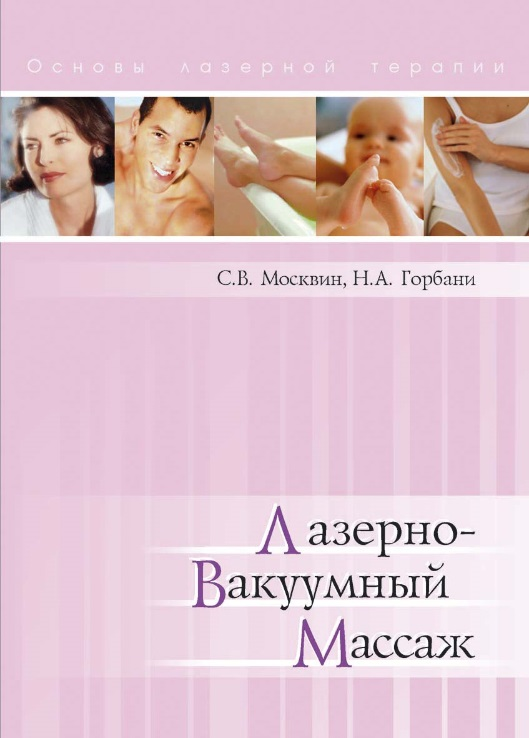 Основы лазерной терапии
С.В. Москвин, Н.А. Горбани
Лазерно-
Вакуумный
Массаж